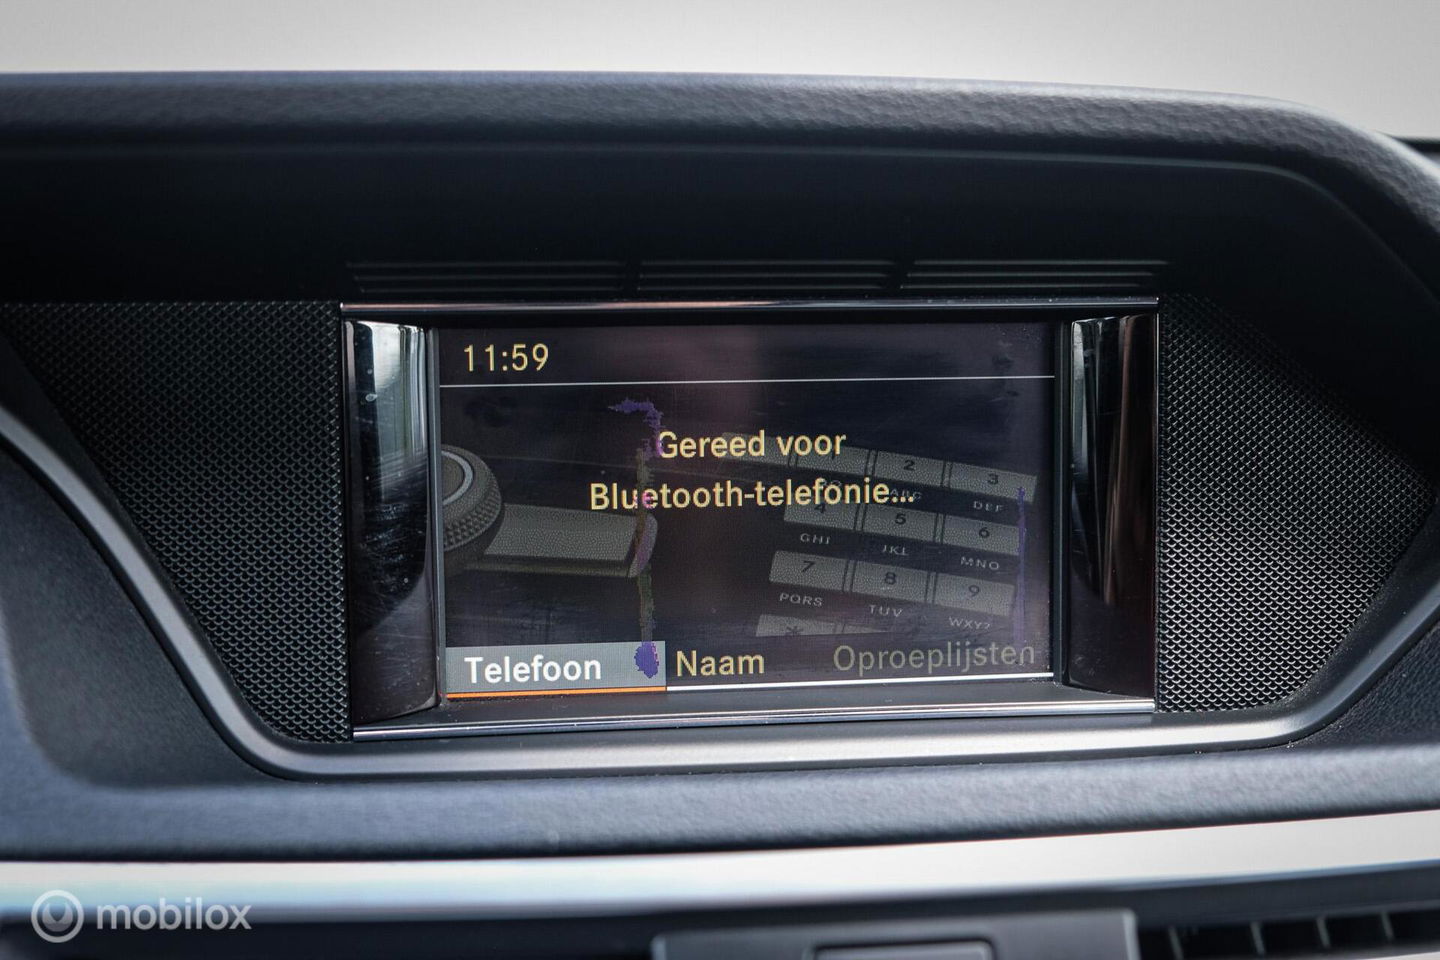 11:59
Gereed voor
Bluetooth-telefonie...
2 3
ABC DEF
4 5 6
GHI JKL MNO
7 8 9
PQRS TUV WXYZ
*
Telefoon Naam Oproeplijsten
mobilox